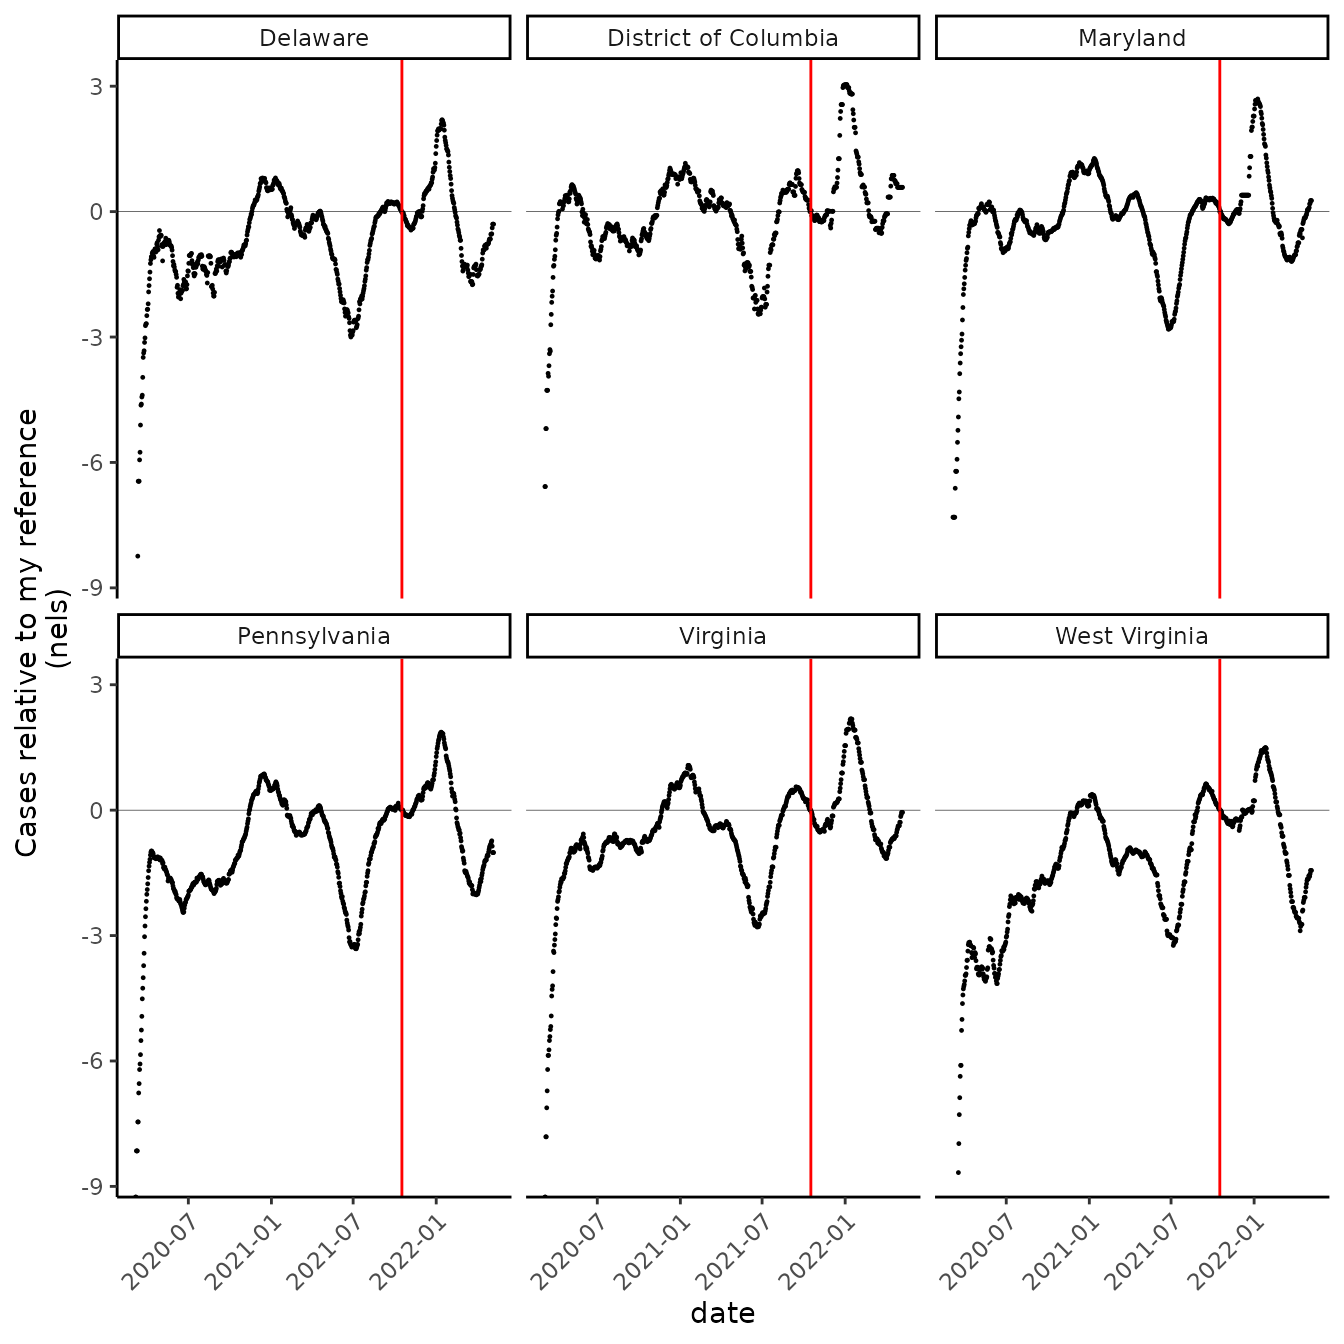 Delaware
District of Columbia
Maryland
3
0
-3
-6
-9
Pennsylvania
Virginia
West Virginia
3
0
-3
-6
-9
2020-07
2021-01
2021-07
2022-01
2020-07
2021-01
2021-07
2022-01
2020-07
2021-01
2021-07
2022-01
date
Cases relative to my reference
(nels)